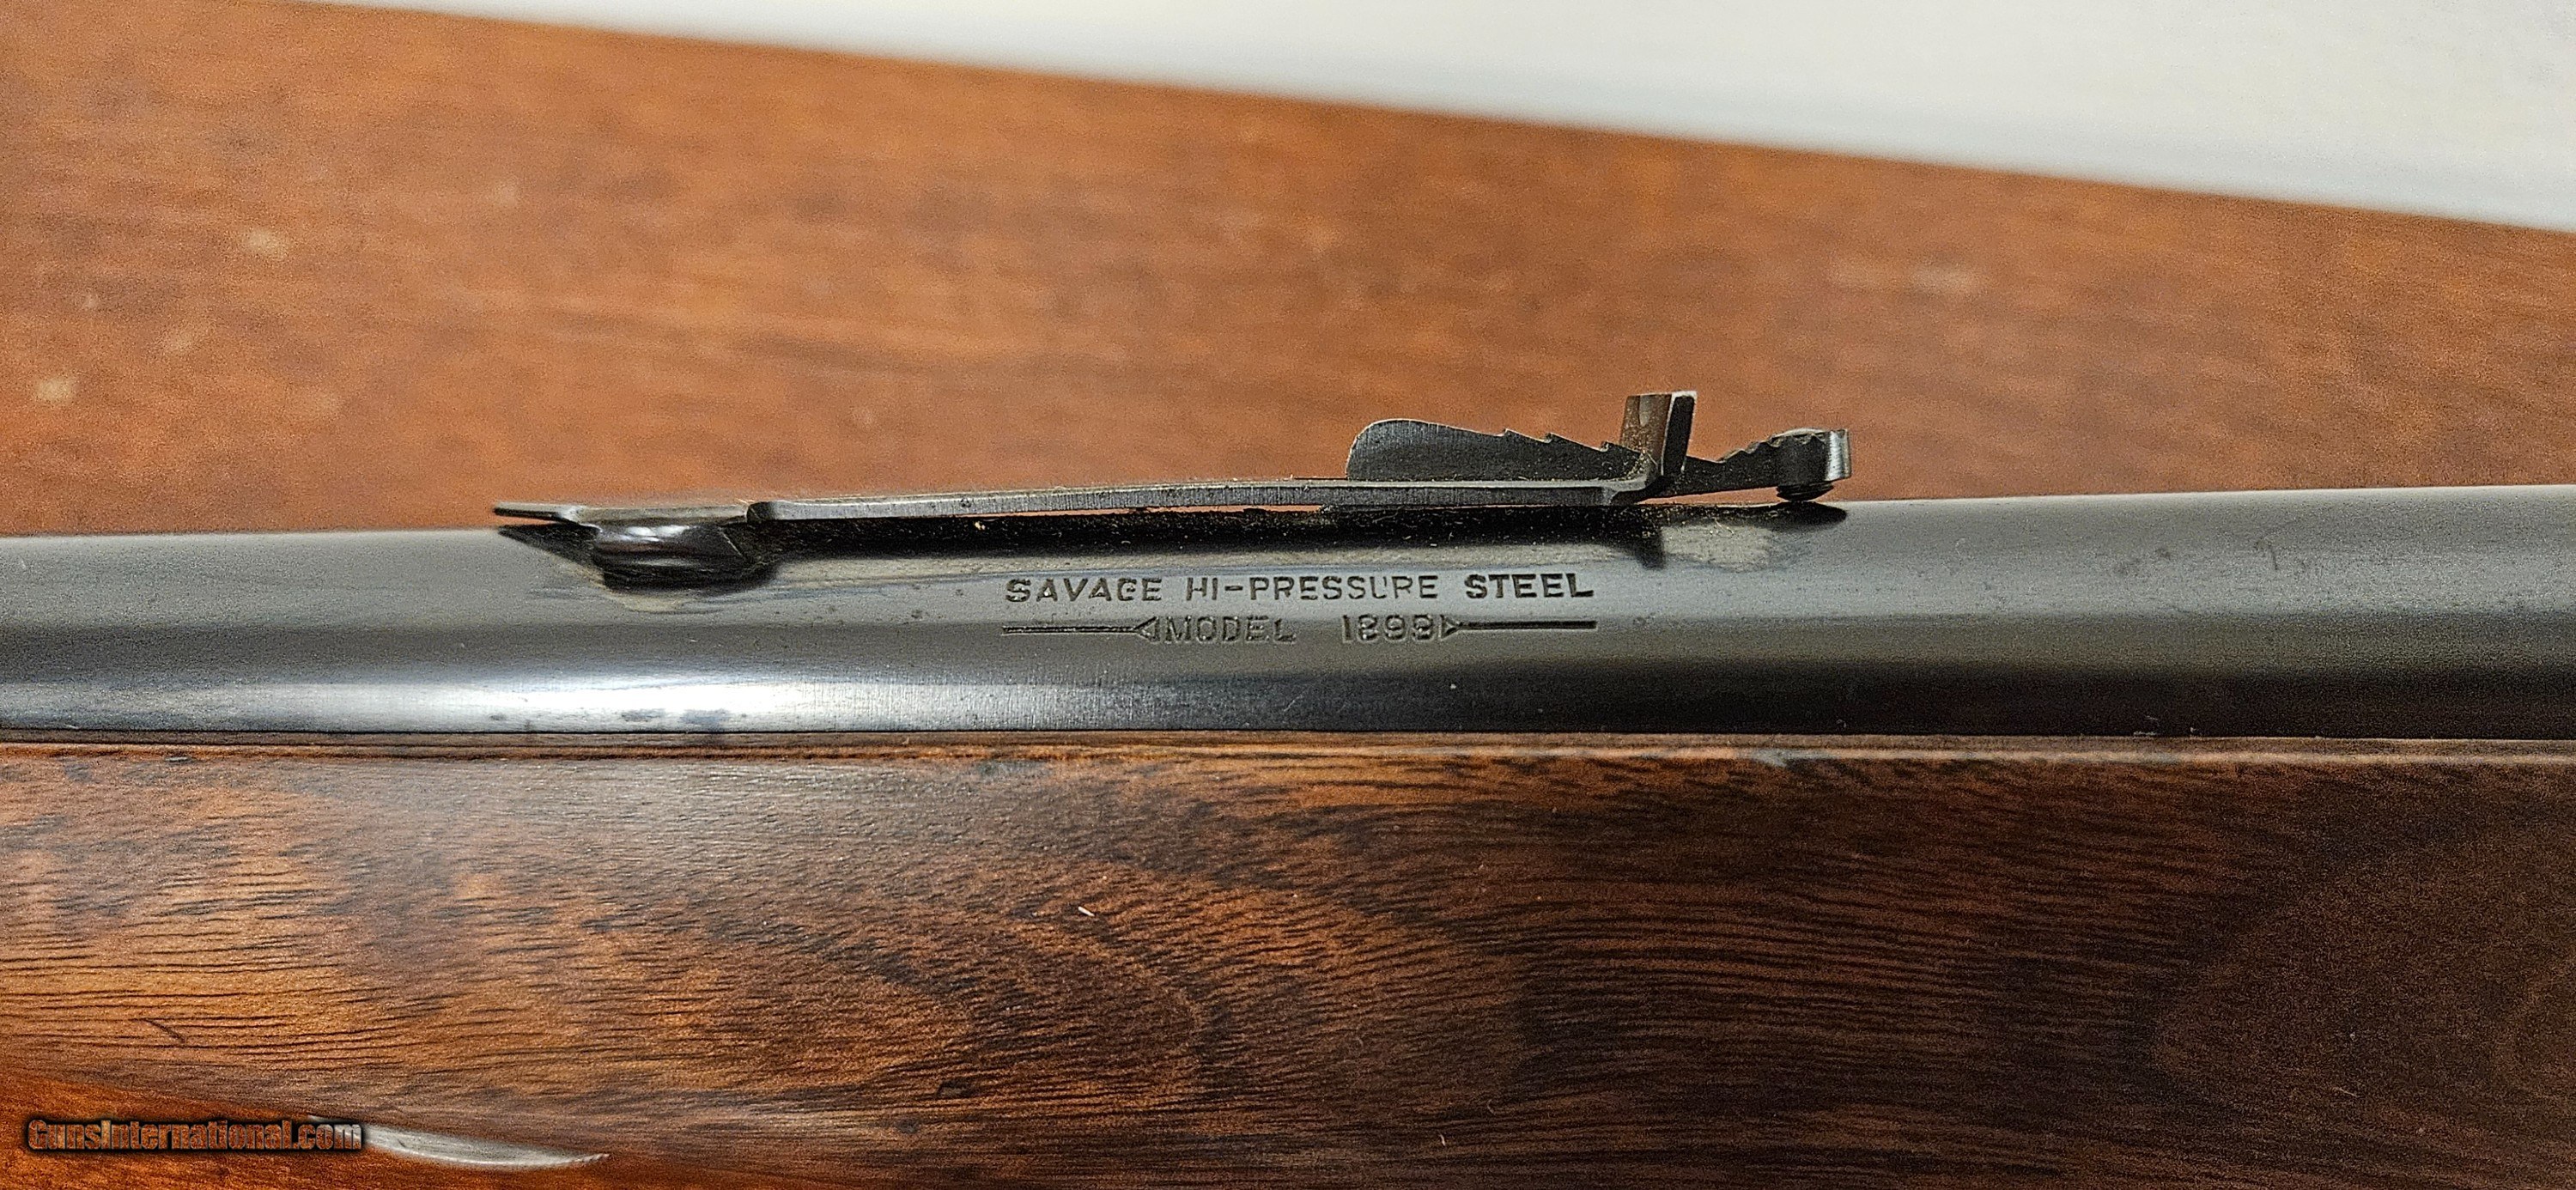 SAVAGE HI-PRESSURE STEEL
MODEL 1899
GunsInternational.com